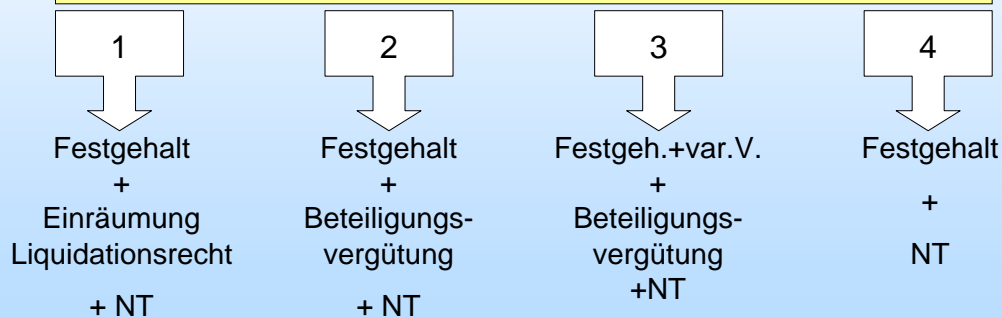 1
Festgehalt
+
Einräumung
Liquidationsrecht
+ NT
2
Festgehalt
+
Beteiligungs-
vergütung
+ NT
3
Festgeh.+var.V.
+
Beteiligungs-
vergütung
+NT
4
Festgehalt
+
NT